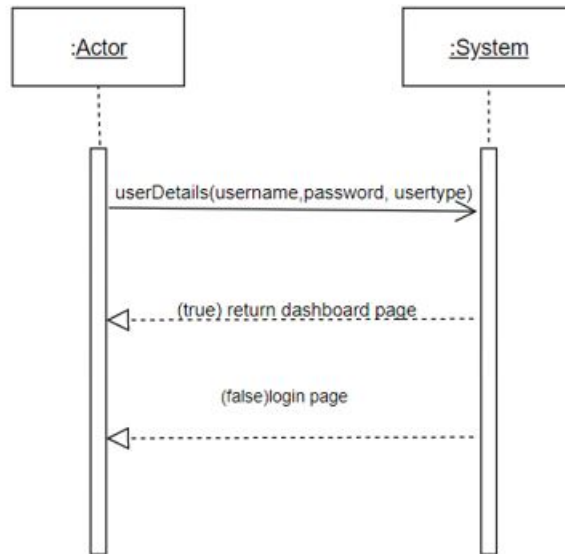 :Actor
:System
userDetails(username,password, usertype)
(true) return dashboard page
(false)login page